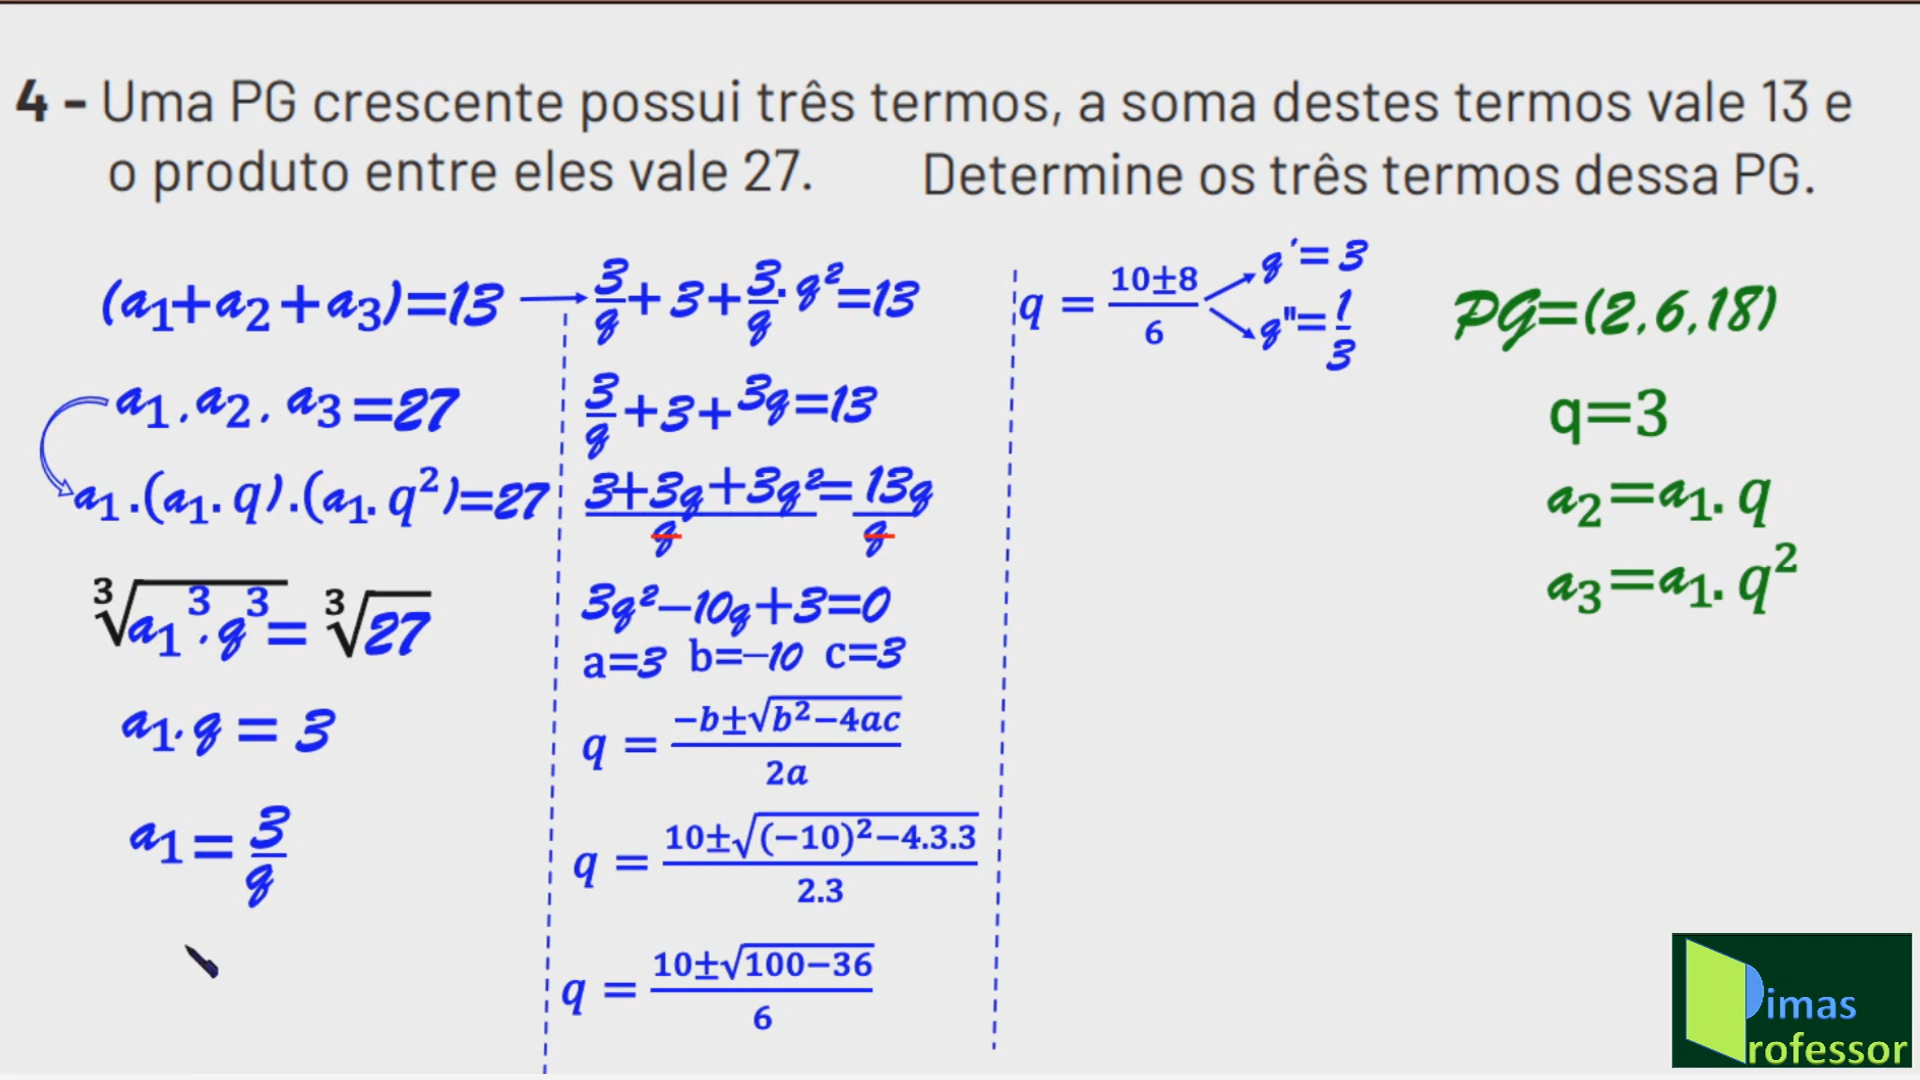 4 - Uma PG crescente possui três termos, a soma destes termos vale 13 e
o produto entre eles vale 27. Determine os três termos dessa PG.
(a₁+a₂+a₃)=13
a₁.a₂.a₃=27
a₁.(a₁.q).(a₁.q²)=27
³√a₁³.q³= ³√27
a₁.q = 3
a₁= 3/q
3/q+3+3/q.q²=13
3/q+3+3q=13
3+3q+3q²/q=13q/q
3q²–10q+3=0
a=3 b=–10 c=3
q = −b±√b²−4ac/2a
q = 10±√(−10)²−4.3.3/2.3
q = 10±√100−36/6
q = 10±8/6
q'= 3
q"=1/3
PG=(2,6,18)
q=3
a₂=a₁.q
a₃=a₁.q²
Dimas
Professor